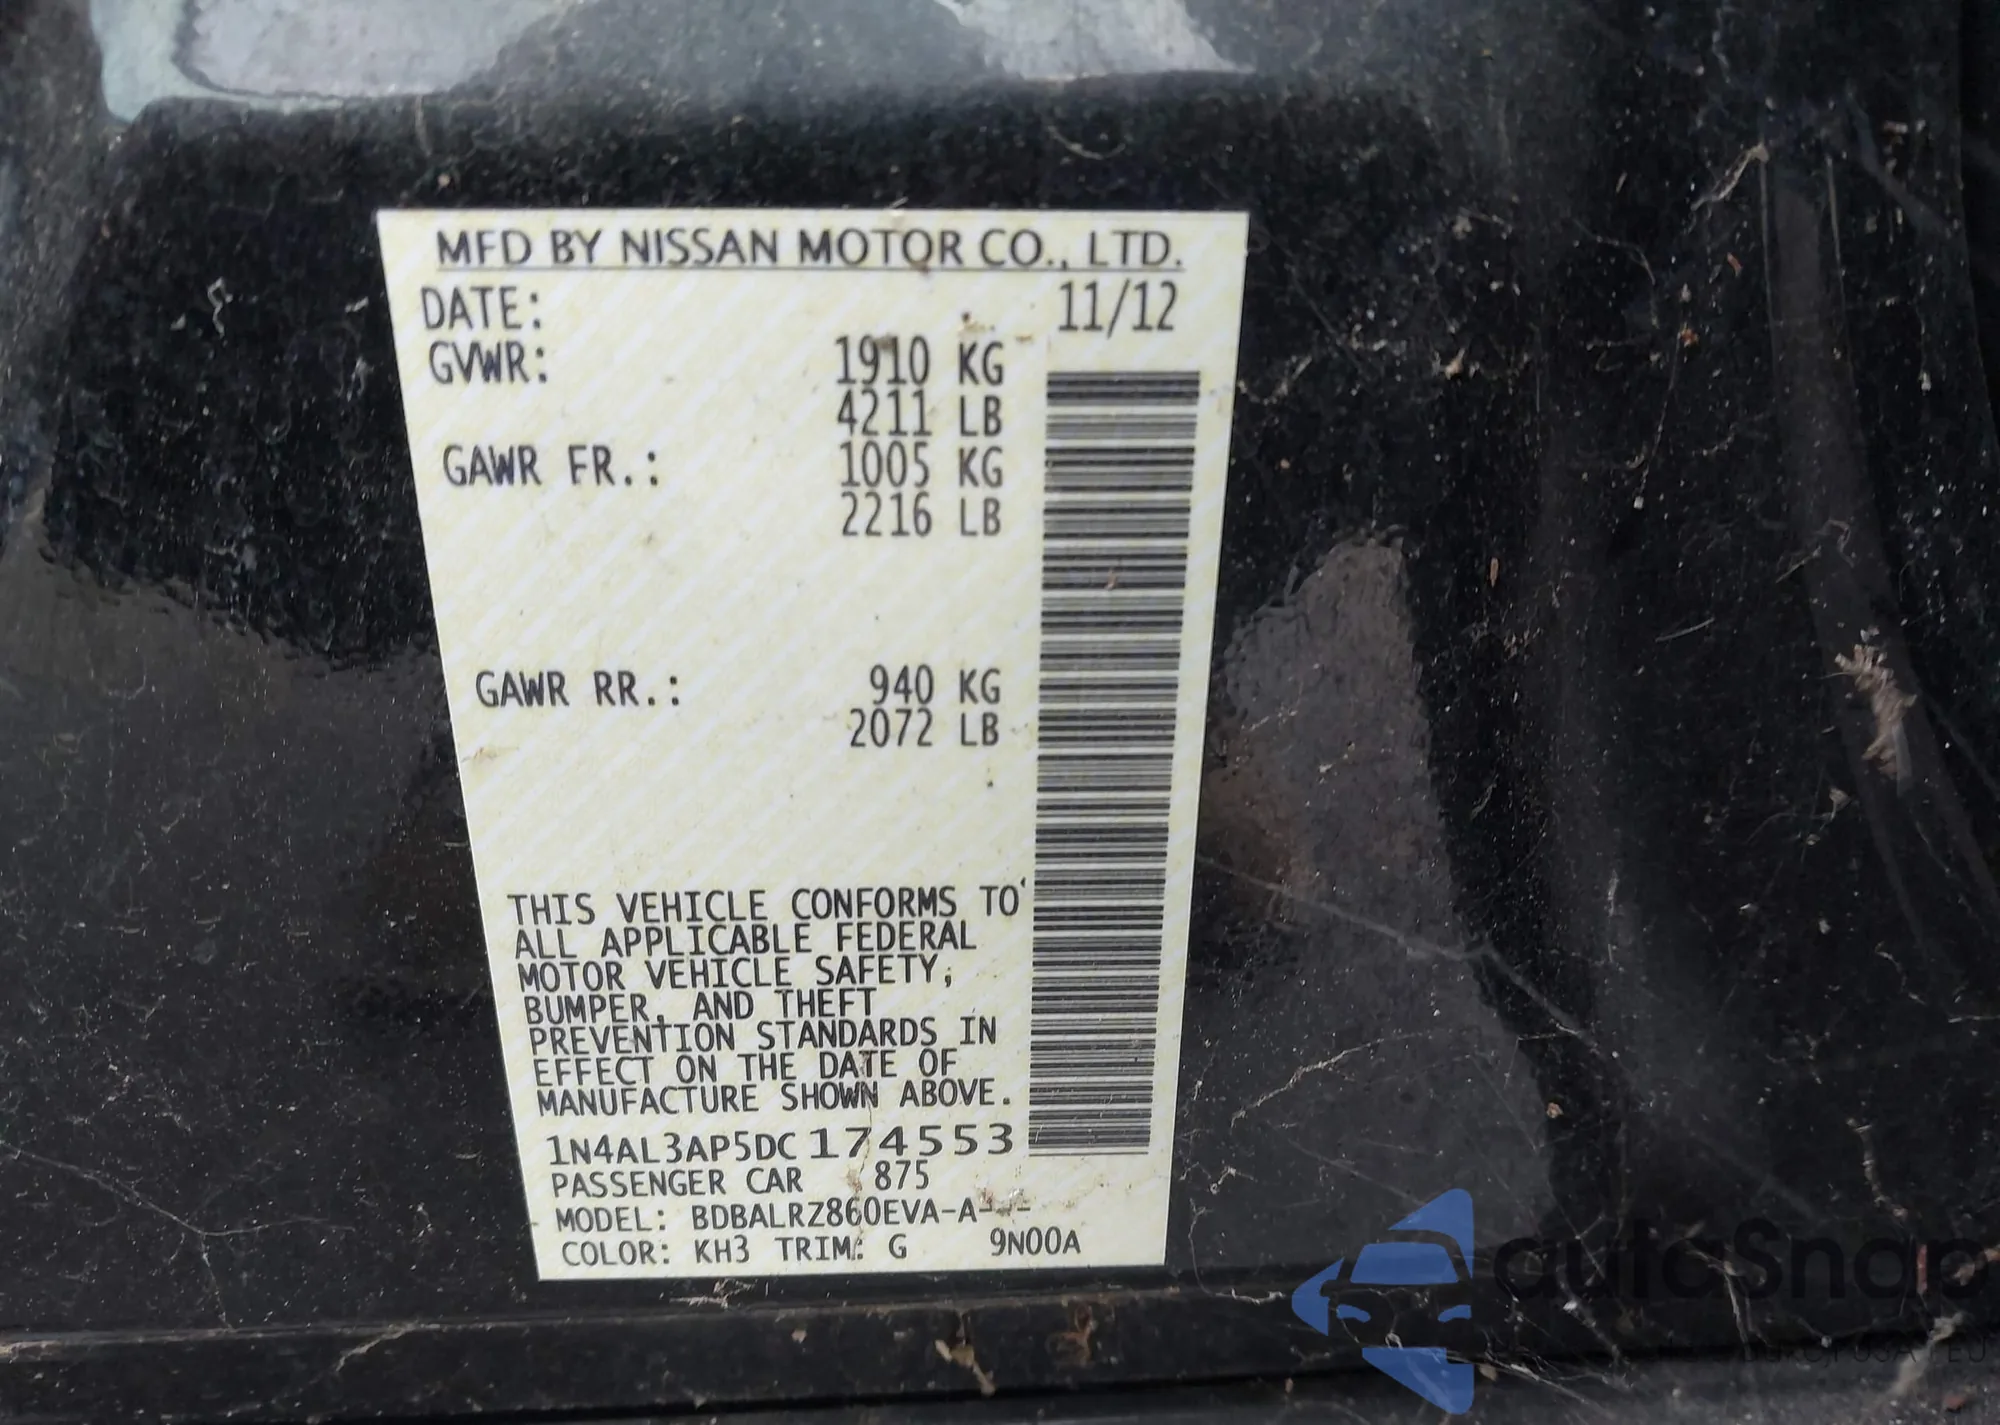 MFD BY NISSAN MOTOR CO., LTD.
DATE: 11/12
GVWR: 1910 KG
4211 LB
GAWR FR.: 1005 KG
2216 LB
GAWR RR.: 940 KG
2072 LB
THIS VEHICLE CONFORMS TO
ALL APPLICABLE FEDERAL
MOTOR VEHICLE SAFETY,
BUMPER, AND THEFT
PREVENTION STANDARDS IN
EFFECT ON THE DATE OF
MANUFACTURE SHOWN ABOVE.
1N4AL3AP5DC174553
PASSENGER CAR 875
MODEL: BDBALRZ860EVA-A---
COLOR: KH3 TRIM: G 9N00A
autoSnap